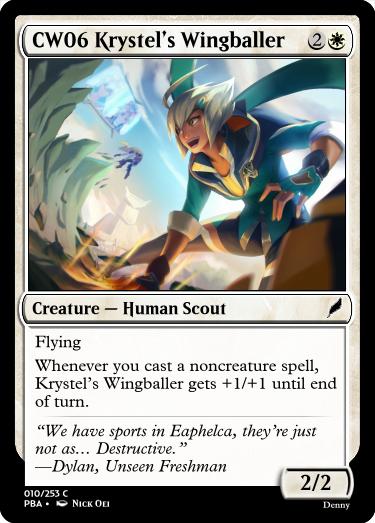 CW06 Krystel's Wingballer 2
Creature — Human Scout
Flying
Whenever you cast a noncreature spell,
Krystel's Wingballer gets +1/+1 until end
of turn.
"We have sports in Eaphelca, they're just
not as… Destructive."
—Dylan, Unseen Freshman
2/2
010/253 C
PBA • Nick Oei
Denny